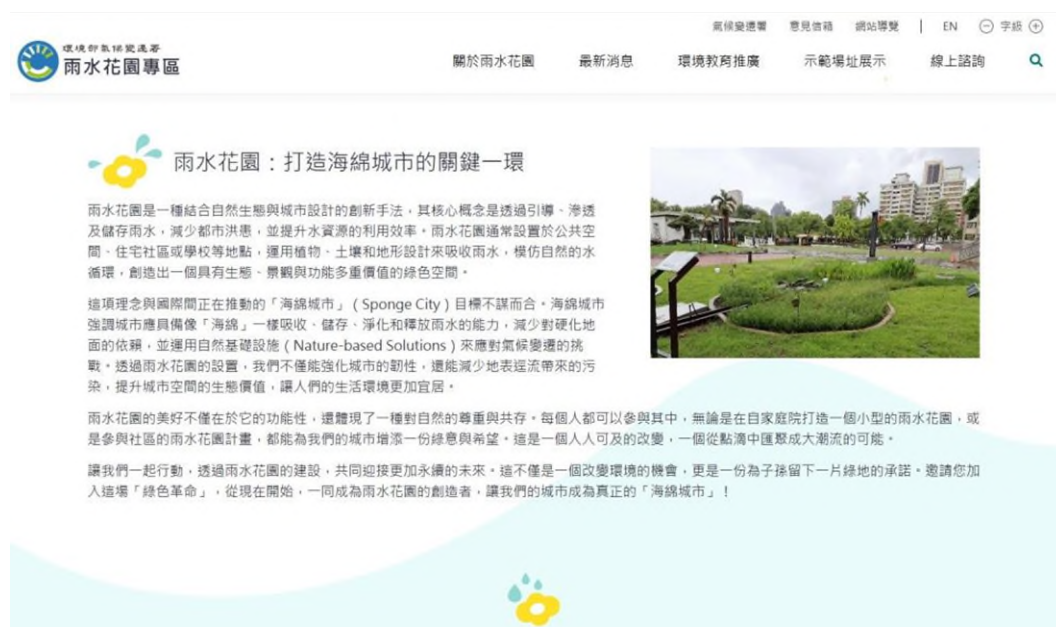 氣候變遷署 意見信箱 網站導覽 | EN 字級
環境部氣候變遷署
雨水花園專區
關於雨水花園 最新消息 環境教育推廣 示範場址展示 線上諮詢
雨水花園：打造海綿城市的關鍵一環
雨水花園是一種結合自然生態與城市設計的創新手法，其核心概念是透過引導、滲透
及儲存雨水，減少都市洪患，並提升水資源的利用效率。雨水花園通常設置於公共空
間、住宅社區或學校等地點，運用植物、土壤和地形設計來吸收雨水，模仿自然的水
循環，創造出一個具有生態、景觀與功能多重價值的綠色空間。
這項理念與國際間正在推動的「海綿城市」（Sponge City）目標不謀而合。海綿城市
強調城市應具備像「海綿」一樣吸收、儲存、淨化和釋放雨水的能力，減少對硬化地
面的依賴，並運用自然基礎設施（Nature-based Solutions）來應對氣候變遷的挑
戰。透過雨水花園的設置，我們不僅能強化城市的韌性，還能減少地表逕流帶來的污
染，提升城市空間的生態價值，讓人們的生活環境更加宜居。
雨水花園的美好不僅在於它的功能性，還體現了一種對自然的尊重與共存。每個人都可以參與其中，無論是在自家庭院打造一個小型的雨水花園，或
是參與社區的雨水花園計畫，都能為我們的城市增添一份綠意與希望。這是一個人人可及的改變，一個從點滴中匯聚成大潮流的可能。
讓我們一起行動，透過雨水花園的建設，共同迎接更加永續的未來。這不僅是一個改變環境的機會，更是一份為子孫留下一片綠地的承諾。邀請您加
入這場「綠色革命」，從現在開始，一同成為雨水花園的創造者，讓我們的城市成為真正的「海綿城市」！